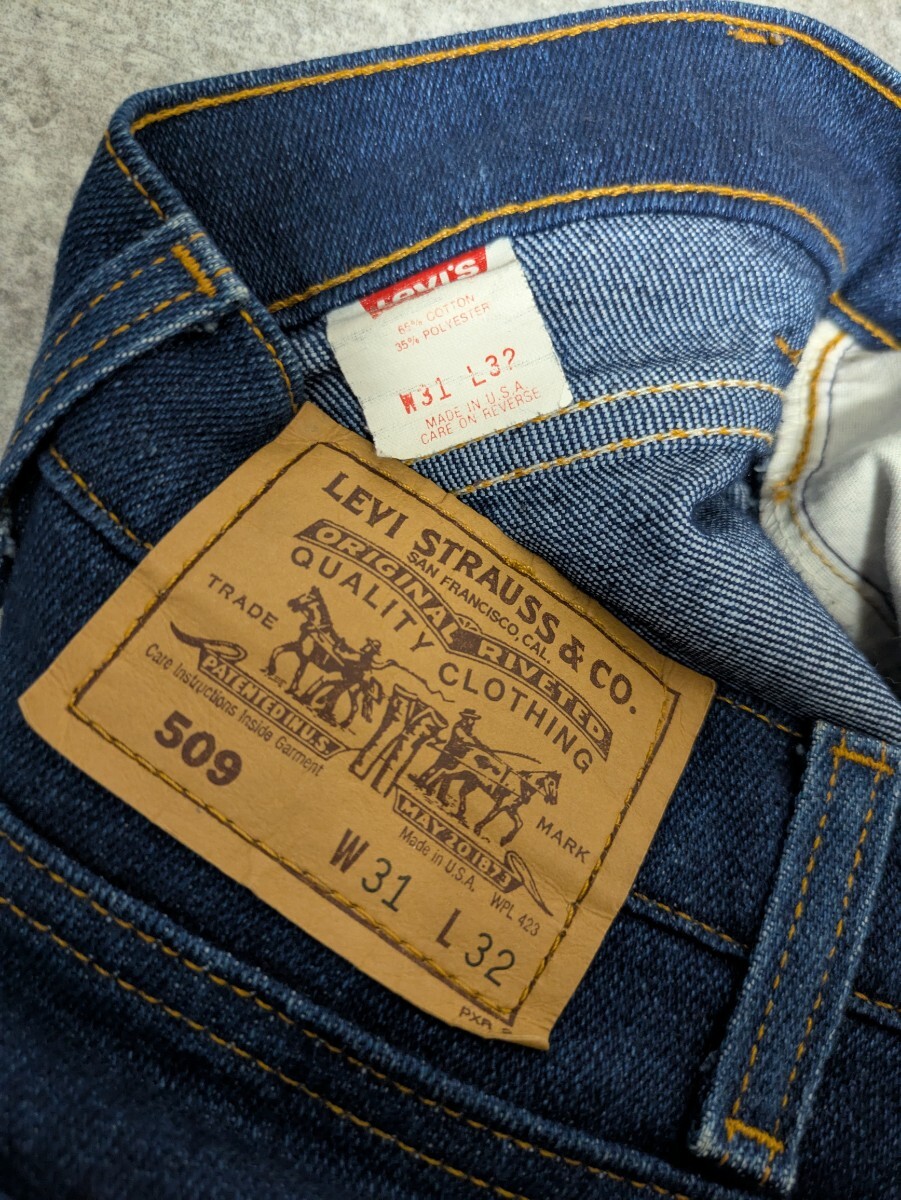 Levi's
65% COTTON
35% POLYESTER
W31 L32
MADE IN U.S.A.
CARE ON REVERSE
LEVI STRAUSS & CO.
SAN FRANCISCO, CAL.
ORIGINAL RIVETED
QUALITY CLOTHING
TRADE MARK
PATENTED IN U.S.
MAY 20 1873
Care Instructions Inside Garment
Made in U.S.A. WPL 423
509
W 31 L 32